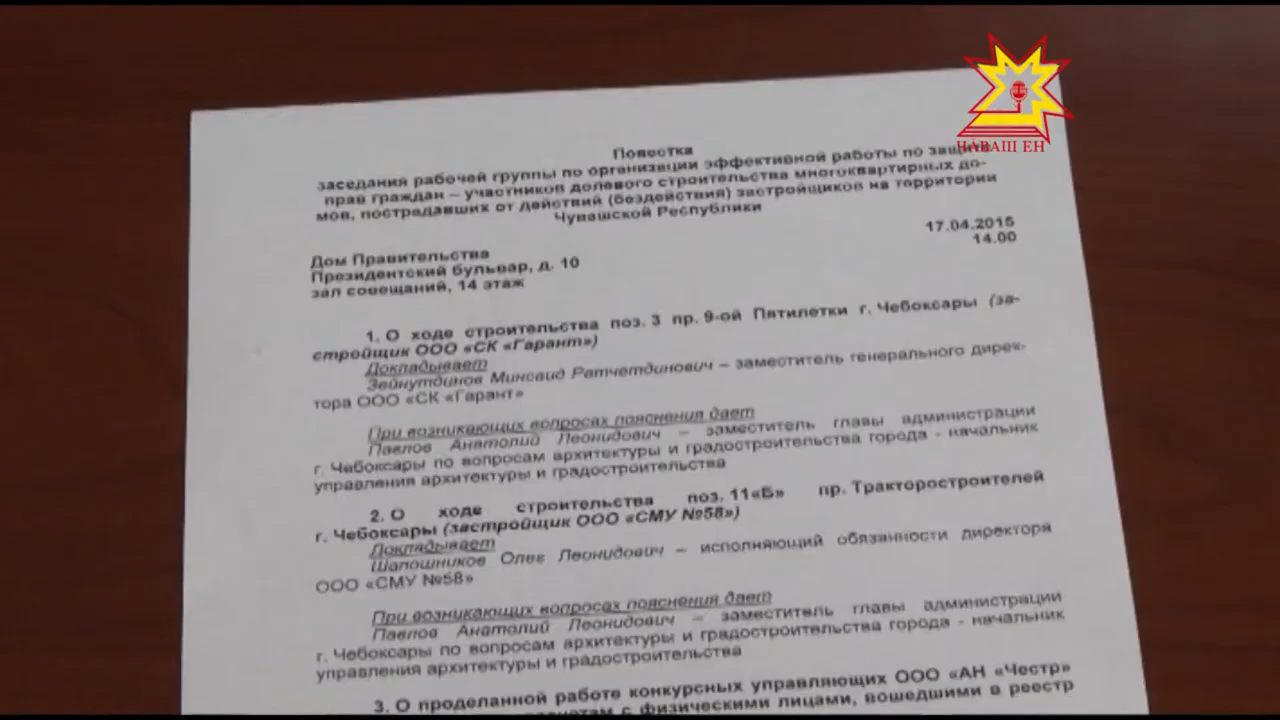 ЧӐВАШ ЕН
Повестка
заседания рабочей группы по организации эффективной работы по защите
прав граждан – участников долевого строительства многоквартирных до-
мов, пострадавших от действий (бездействия) застройщиков на территории
Чувашской Республики
17.04.2015
14.00
Дом Правительства
Президентский бульвар, д. 10
зал совещаний, 14 этаж
1. О ходе строительства поз. 3 пр. 9-ой Пятилетки г. Чебоксары (за-
стройщик ООО «СК «Гарант»)
Докладывает
Зейнутдинов Минсаид Ратчетдинович – заместитель генерального дирек-
тора ООО «СК «Гарант»
При возникающих вопросах пояснения дает
Павлов Анатолий Леонидович – заместитель главы администрации
г. Чебоксары по вопросам архитектуры и градостроительства города - начальник
управления архитектуры и градостроительства
2. О ходе строительства поз. 11«Б» пр. Тракторостроителей
г. Чебоксары (застройщик ООО «СМУ №58»)
Докладывает
Шапошников Олег Леонидович – исполняющий обязанности директора
ООО «СМУ №58»
При возникающих вопросах пояснения дает
Павлов Анатолий Леонидович – заместитель главы администрации
г. Чебоксары по вопросам архитектуры и градостроительства города - начальник
управления архитектуры и градостроительства
3. О проделанной работе конкурсных управляющих ООО «АН «Честр»
с физическими лицами, вошедшими в реестр